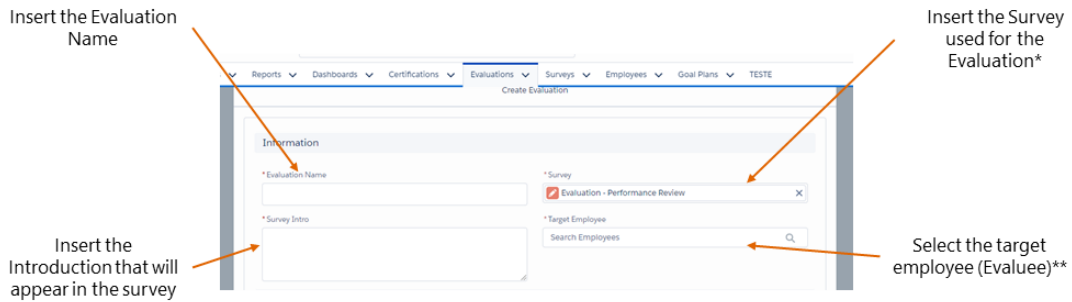 Insert the Evaluation
Name
Insert the Survey
used for the
Evaluation*
Reports Dashboards Certifications Evaluations Surveys Employees Goal Plans TESTE
Create Evaluation
Information
*Evaluation Name
*Survey
Evaluation - Performance Review
*Survey Intro
*Target Employee
Search Employees
Insert the
Introduction that will
appear in the survey
Select the target
employee (Evaluee)**